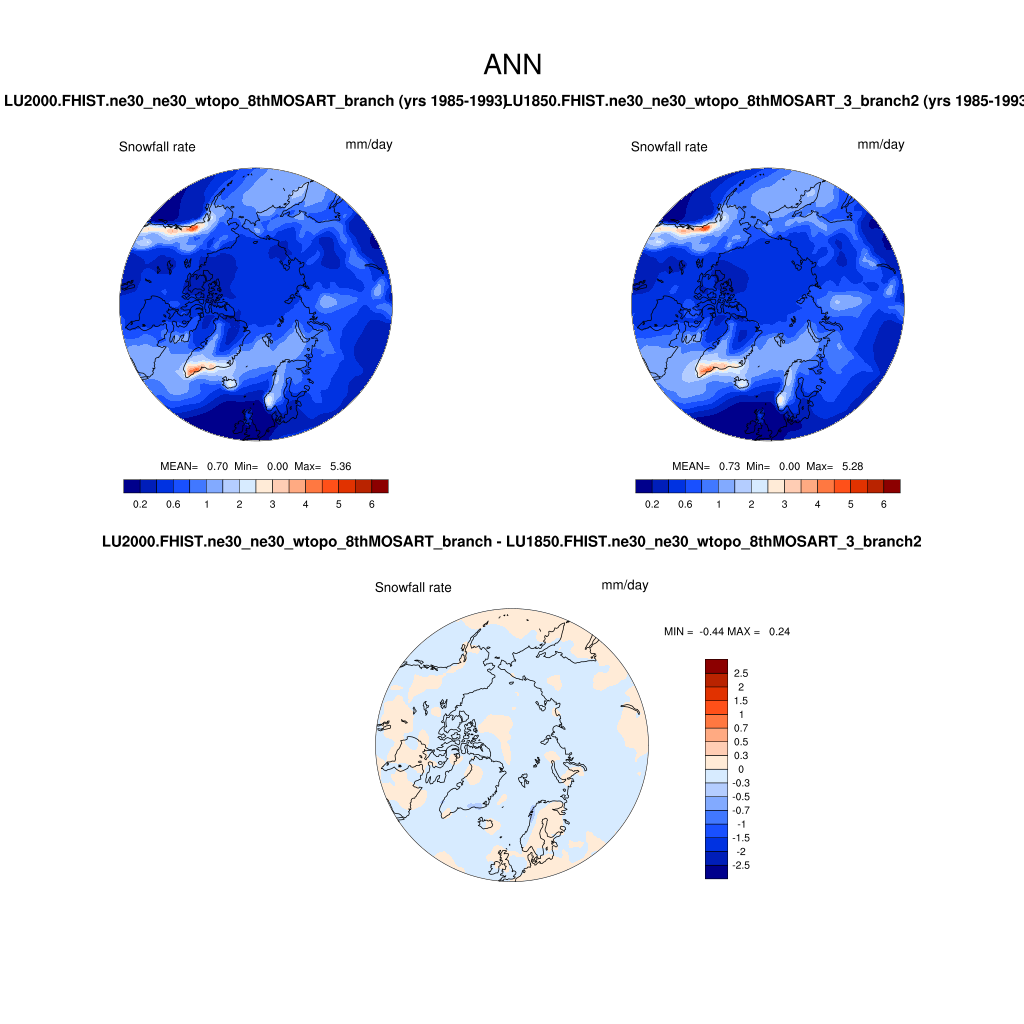 ANN
LU2000.FHIST.ne30_ne30_wtopo_8thMOSART_branch (yrs 1985-1993)
LU1850.FHIST.ne30_ne30_wtopo_8thMOSART_3_branch2 (yrs 1985-1993
Snowfall rate mm/day
Snowfall rate mm/day
MEAN= 0.70 Min= 0.00 Max= 5.36
0.2 0.6 1 2 3 4 5 6
MEAN= 0.73 Min= 0.00 Max= 5.28
0.2 0.6 1 2 3 4 5 6
LU2000.FHIST.ne30_ne30_wtopo_8thMOSART_branch - LU1850.FHIST.ne30_ne30_wtopo_8thMOSART_3_branch2
Snowfall rate mm/day
MIN = -0.44 MAX = 0.24
2.5
2
1.5
1
0.7
0.5
0.3
0
-0.3
-0.5
-0.7
-1
-1.5
-2
-2.5